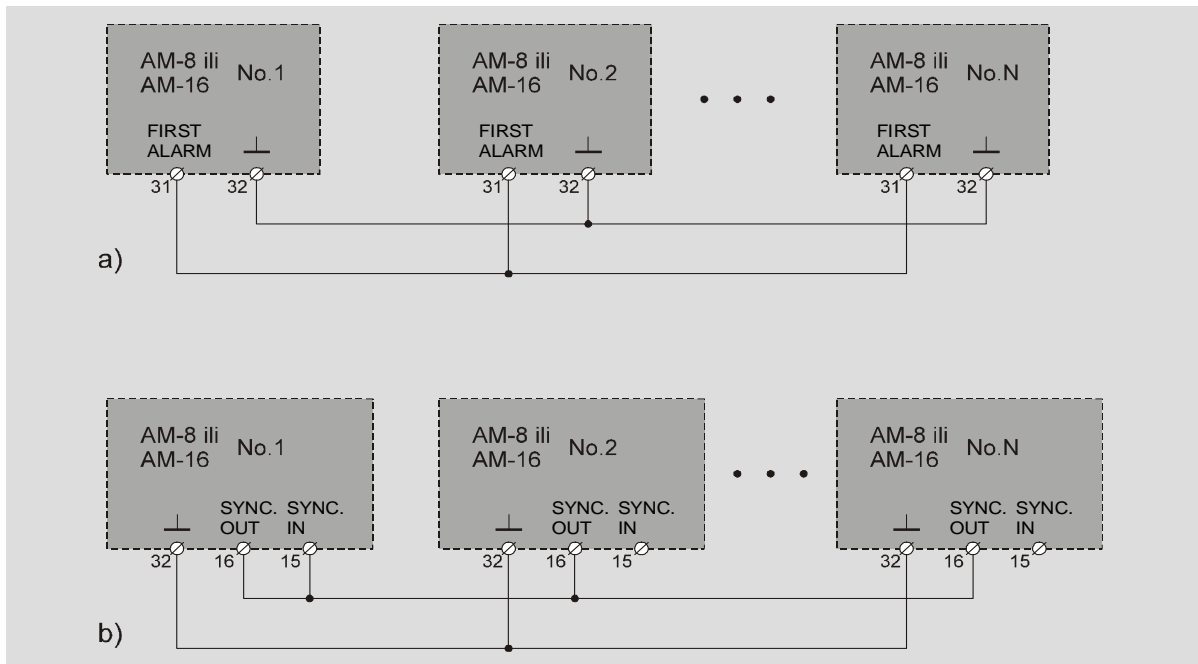 AM-8 ili
AM-16
No.1
FIRST
ALARM
31
32
AM-8 ili
AM-16
No.2
FIRST
ALARM
31
32
AM-8 ili
AM-16
No.N
FIRST
ALARM
31
32
a)
AM-8 ili
AM-16
No.1
SYNC.
OUT
SYNC.
IN
32
16
15
AM-8 ili
AM-16
No.2
SYNC.
OUT
SYNC.
IN
32
16
15
AM-8 ili
AM-16
No.N
SYNC.
OUT
SYNC.
IN
32
16
15
b)